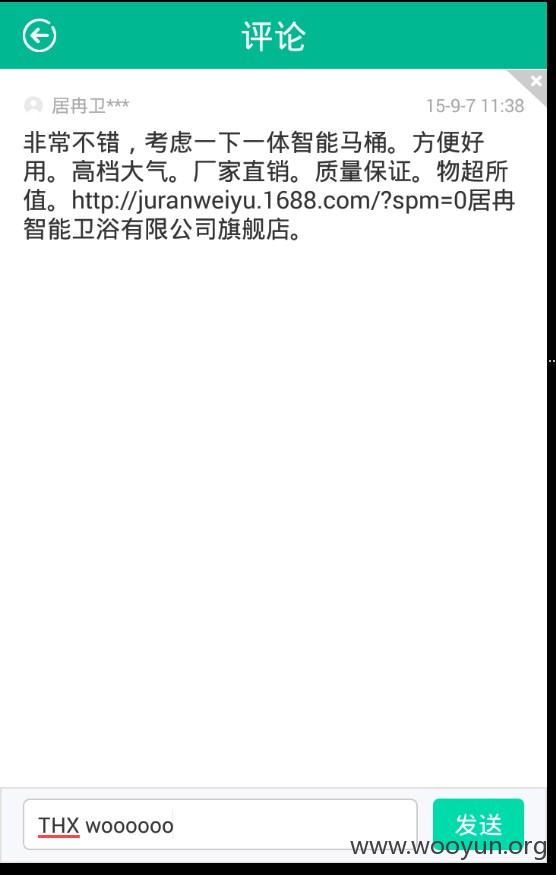 评论
居冉卫***
15-9-7 11:38
非常不错，考虑一下一体智能马桶。方便好
用。高档大气。厂家直销。质量保证。物超所
值。http://juranweiyu.1688.com/?spm=0居冉
智能卫浴有限公司旗舰店。
THX woooooo
发送
www.wooyun.org